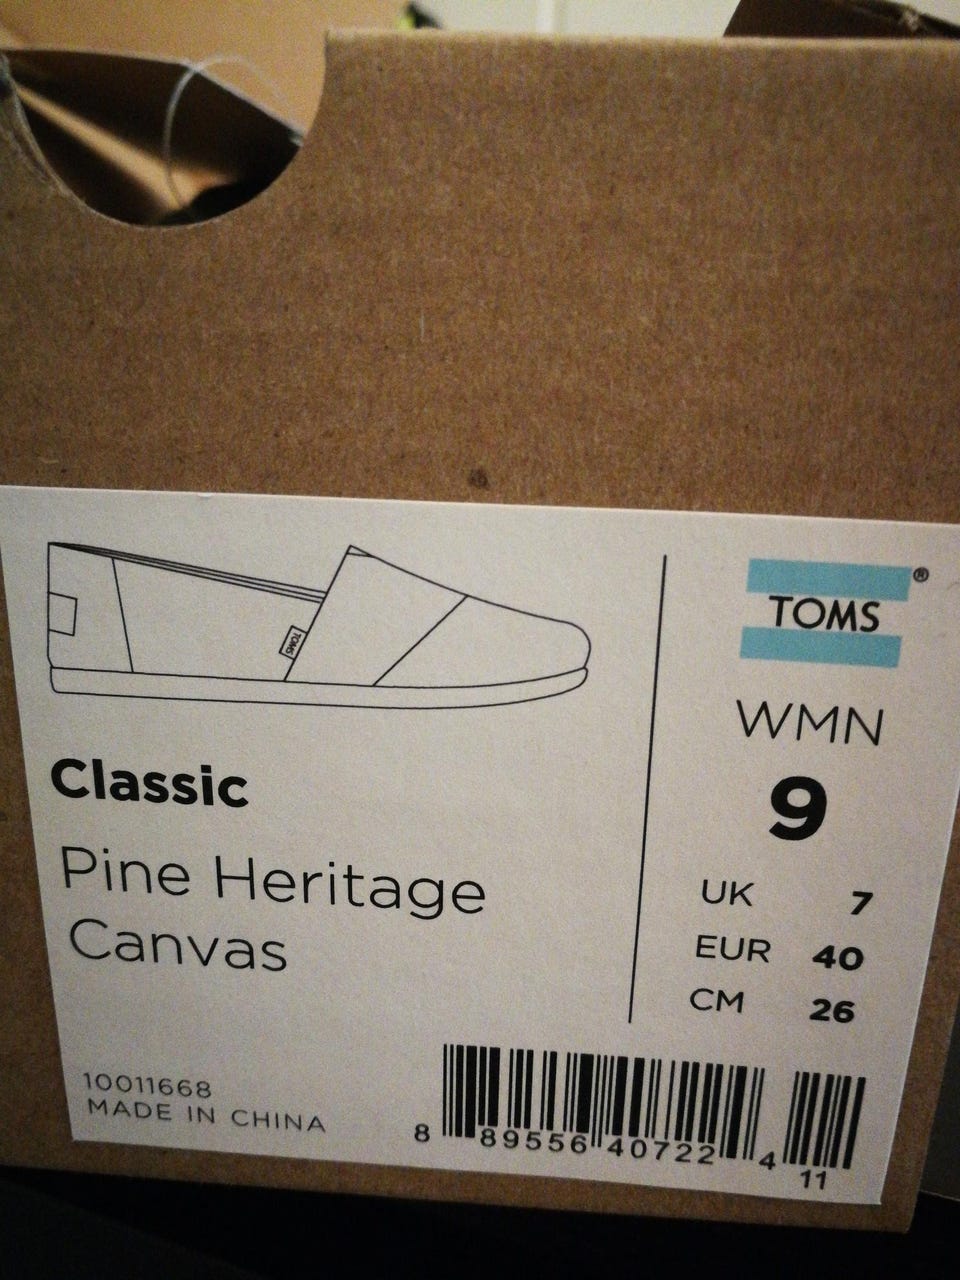 TOMS
Classic
Pine Heritage
Canvas
10011668
MADE IN CHINA
TOMS®
WMN
9
UK 7
EUR 40
CM 26
8 89556 40722 4 11